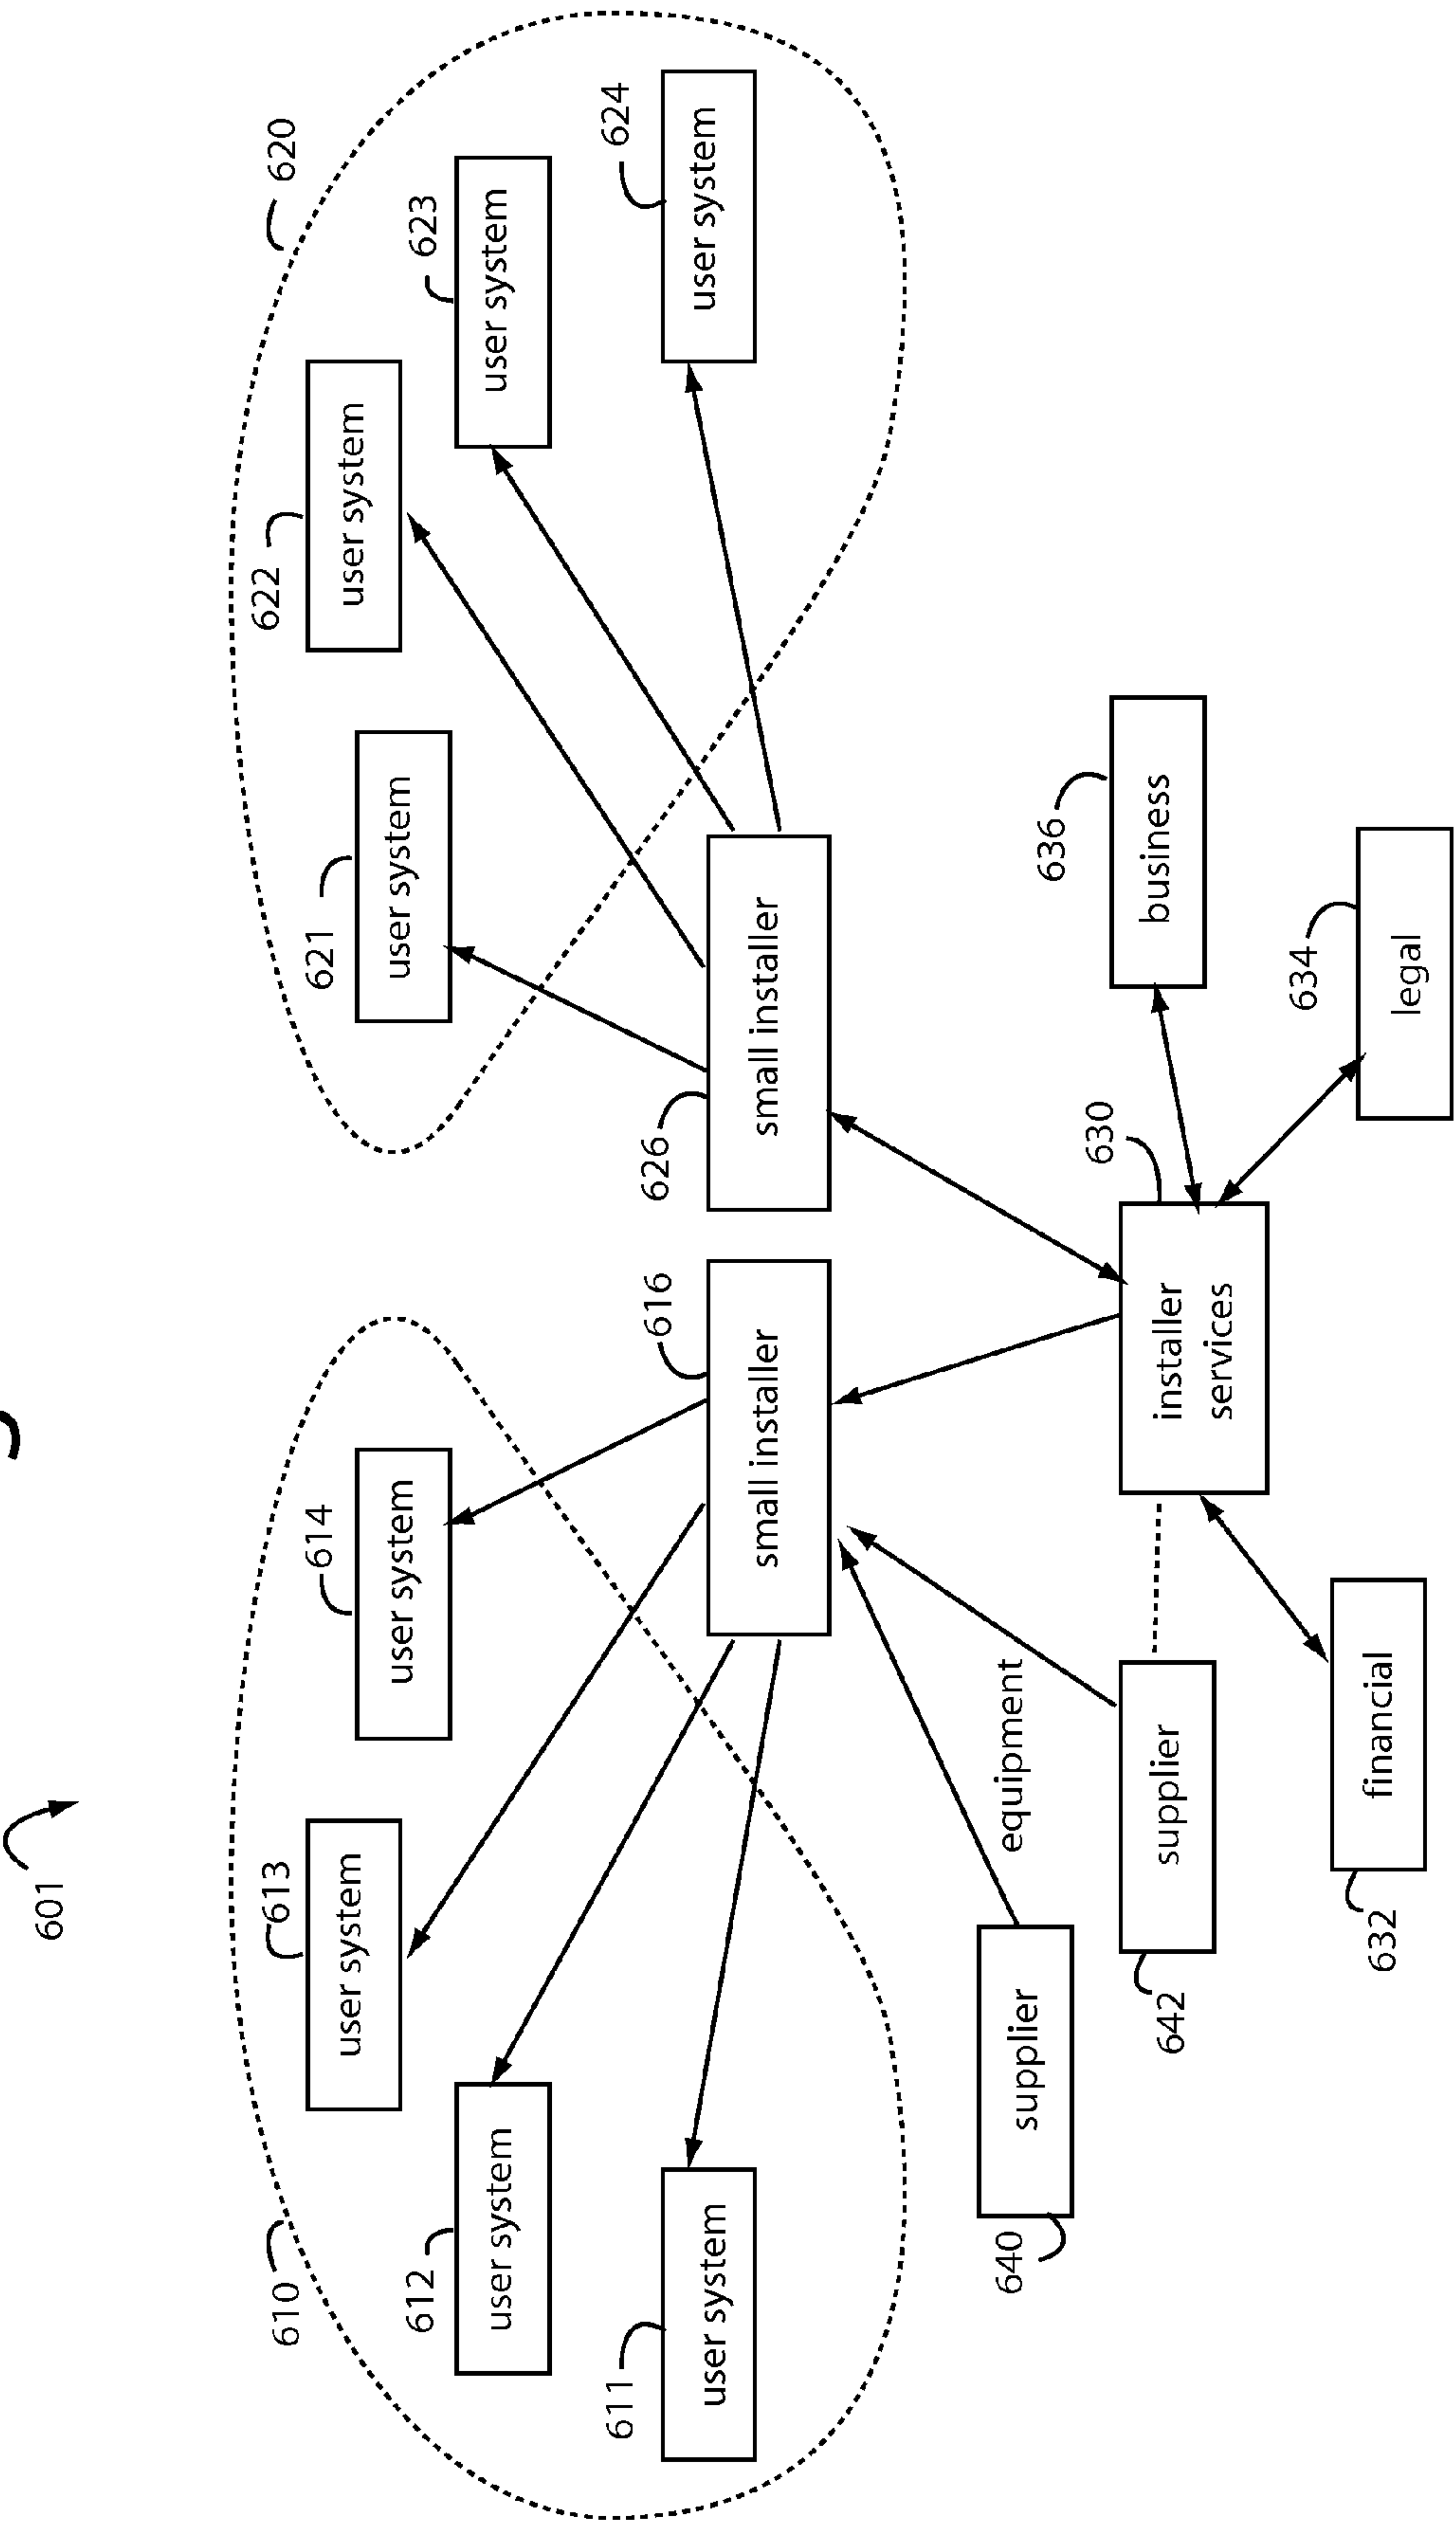 601
610
620
613
user system
622
user system
614
user system
621
user system
612
user system
623
user system
611
user system
624
user system
616
small installer
626
small installer
640
supplier
equipment
642
supplier
630
installer
services
636
business
632
financial
634
legal